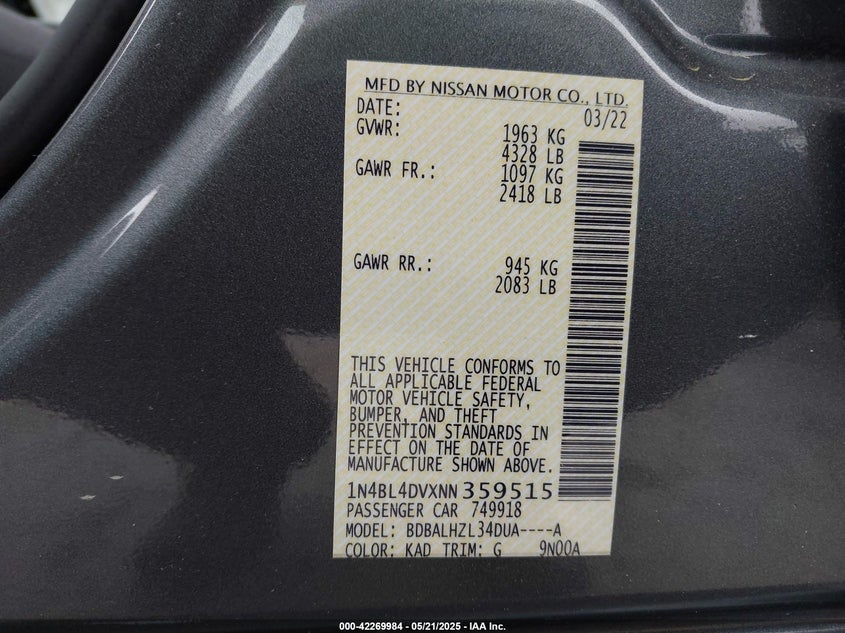 MFD BY NISSAN MOTOR CO., LTD.
DATE: 03/22
GVWR: 1963 KG
4328 LB
GAWR FR.: 1097 KG
2418 LB
GAWR RR.: 945 KG
2083 LB
THIS VEHICLE CONFORMS TO
ALL APPLICABLE FEDERAL
MOTOR VEHICLE SAFETY,
BUMPER, AND THEFT
PREVENTION STANDARDS IN
EFFECT ON THE DATE OF
MANUFACTURE SHOWN ABOVE.
1N4BL4DVXNN359515
PASSENGER CAR 749918
MODEL: BDBALHZL34DUA----A
COLOR: KAD TRIM: G 9N00A
000-42269984 - 05/21/2025 - IAA Inc.